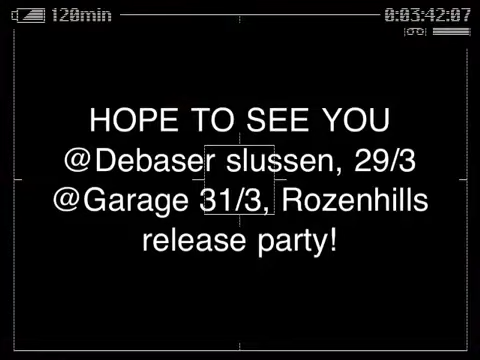 120min 0:03:42:07
HOPE TO SEE YOU
@Debaser slussen, 29/3
@Garage 31/3, Rozenhills
release party!